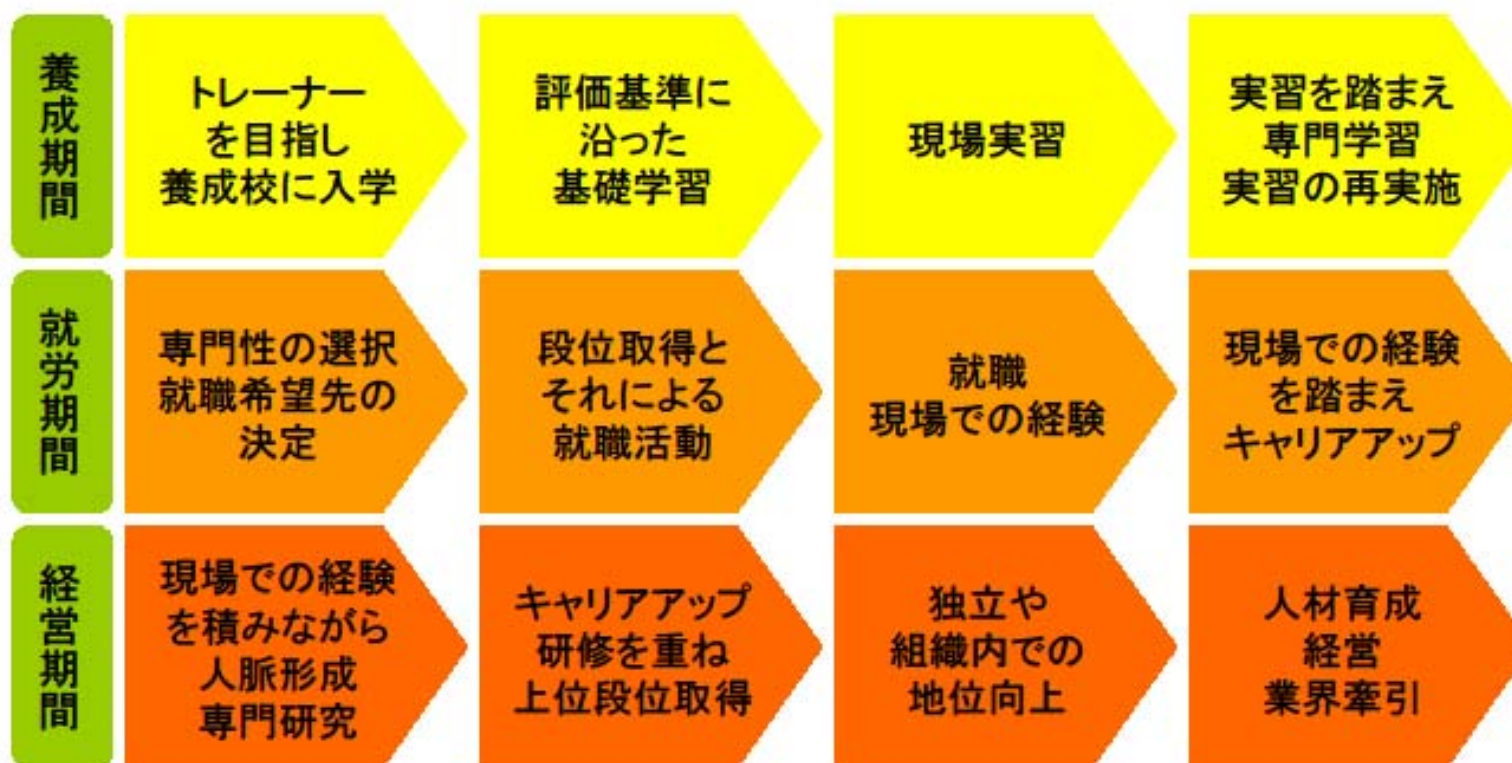 養成期間
トレーナー
を目指し
養成校に入学
評価基準に
沿った
基礎学習
現場実習
実習を踏まえ
専門学習
実習の再実施
就労期間
専門性の選択
就職希望先の
決定
段位取得と
それによる
就職活動
就職
現場での経験
現場での経験
を踏まえ
キャリアアップ
経営期間
現場での経験
を積みながら
人脈形成
専門研究
キャリアアップ
研修を重ね
上位段位取得
独立や
組織内での
地位向上
人材育成
経営
業界牽引